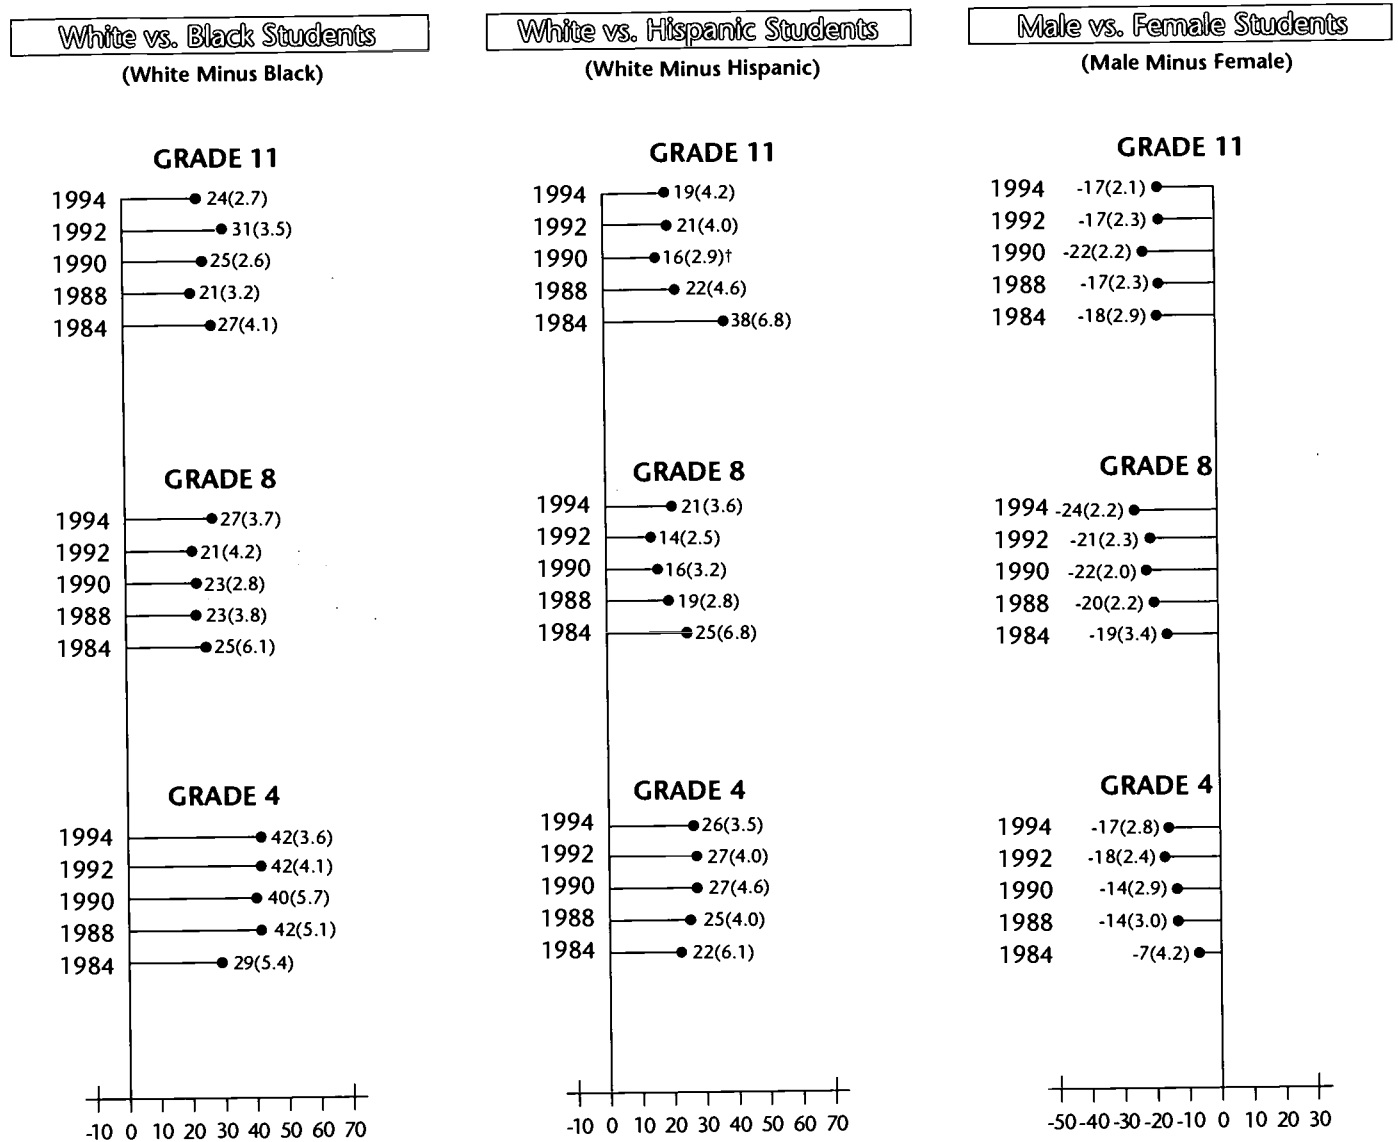 White vs. Black Students
(White Minus Black)
GRADE 11
1994 24(2.7)
1992 31(3.5)
1990 25(2.6)
1988 21(3.2)
1984 27(4.1)
GRADE 8
1994 27(3.7)
1992 21(4.2)
1990 23(2.8)
1988 23(3.8)
1984 25(6.1)
GRADE 4
1994 42(3.6)
1992 42(4.1)
1990 40(5.7)
1988 42(5.1)
1984 29(5.4)
-10 0 10 20 30 40 50 60 70
White vs. Hispanic Students
(White Minus Hispanic)
GRADE 11
1994 19(4.2)
1992 21(4.0)
1990 16(2.9)†
1988 22(4.6)
1984 38(6.8)
GRADE 8
1994 21(3.6)
1992 14(2.5)
1990 16(3.2)
1988 19(2.8)
1984 25(6.8)
GRADE 4
1994 26(3.5)
1992 27(4.0)
1990 27(4.6)
1988 25(4.0)
1984 22(6.1)
-10 0 10 20 30 40 50 60 70
Male vs. Female Students
(Male Minus Female)
GRADE 11
1994 -17(2.1)
1992 -17(2.3)
1990 -22(2.2)
1988 -17(2.3)
1984 -18(2.9)
GRADE 8
1994 -24(2.2)
1992 -21(2.3)
1990 -22(2.0)
1988 -20(2.2)
1984 -19(3.4)
GRADE 4
1994 -17(2.8)
1992 -18(2.4)
1990 -14(2.9)
1988 -14(3.0)
1984 -7(4.2)
-50 -40 -30 -20 -10 0 10 20 30